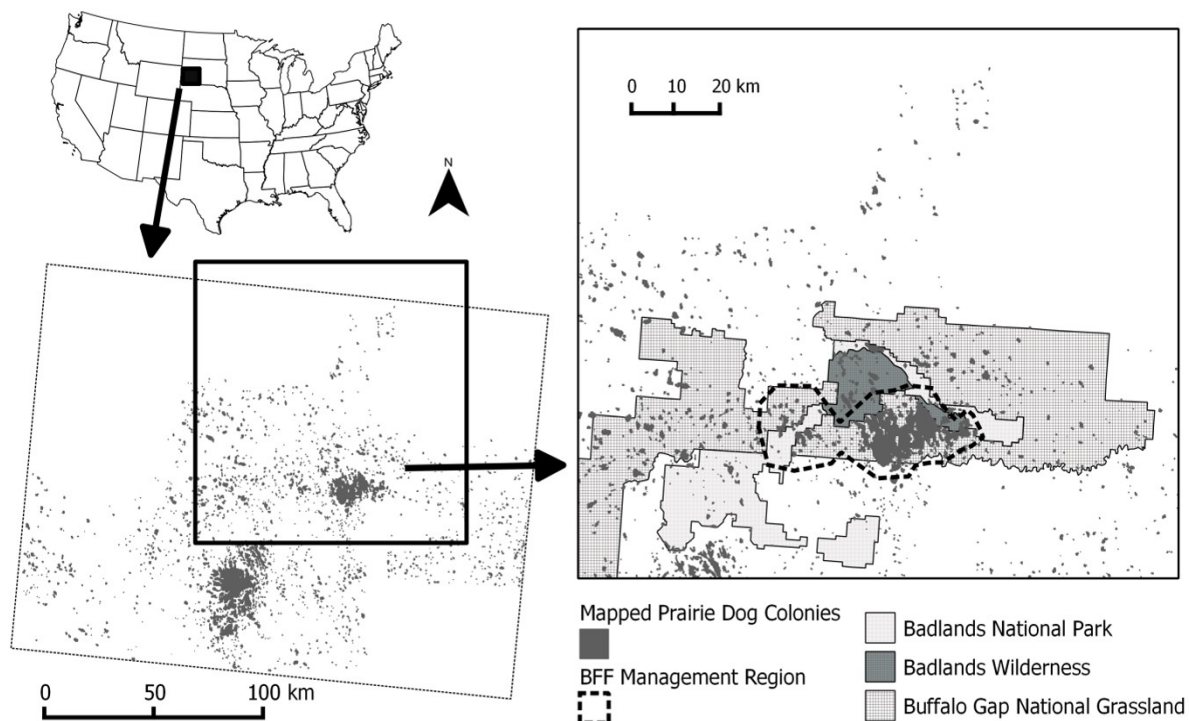 N
0 10 20 km
0 50 100 km
Mapped Prairie Dog Colonies
BFF Management Region
Badlands National Park
Badlands Wilderness
Buffalo Gap National Grassland